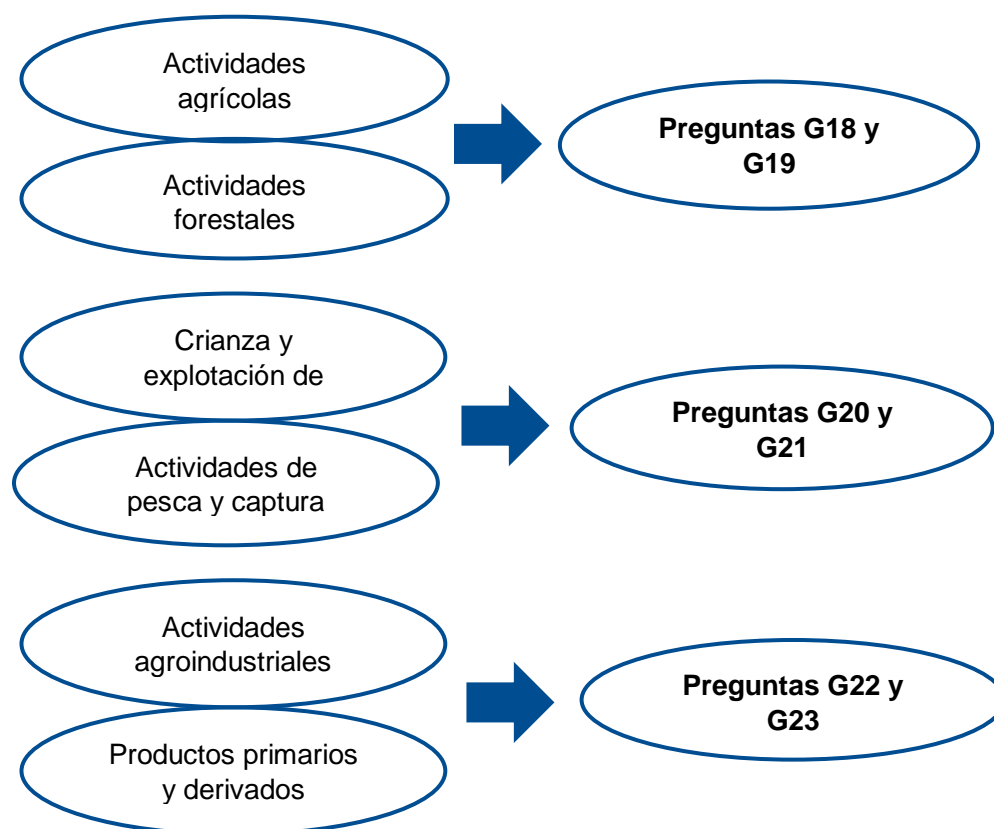 Actividades
agrícolas
Actividades
forestales
Preguntas G18 y
G19
Crianza y
explotación de
Actividades de
pesca y captura
Preguntas G20 y
G21
Actividades
agroindustriales
Productos primarios
y derivados
Preguntas G22 y
G23